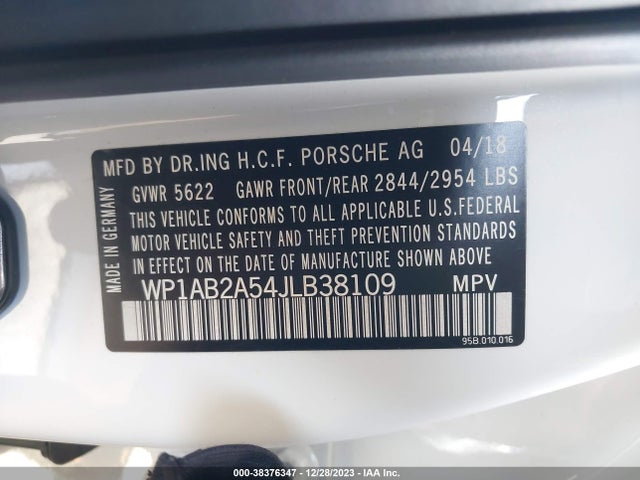 MFD BY DR.ING H.C.F. PORSCHE AG 04/18
GVWR 5622 GAWR FRONT/REAR 2844/2954 LBS
THIS VEHICLE CONFORMS TO ALL APPLICABLE U.S.FEDERAL
MOTOR VEHICLE SAFETY AND THEFT PREVENTION STANDARDS
IN EFFECT ON THE DATE OF MANUFACTURE SHOWN ABOVE
WP1AB2A54JLB38109 MPV
95B.010.016
MADE IN GERMANY
000-38376347 - 12/28/2023 - IAA Inc.